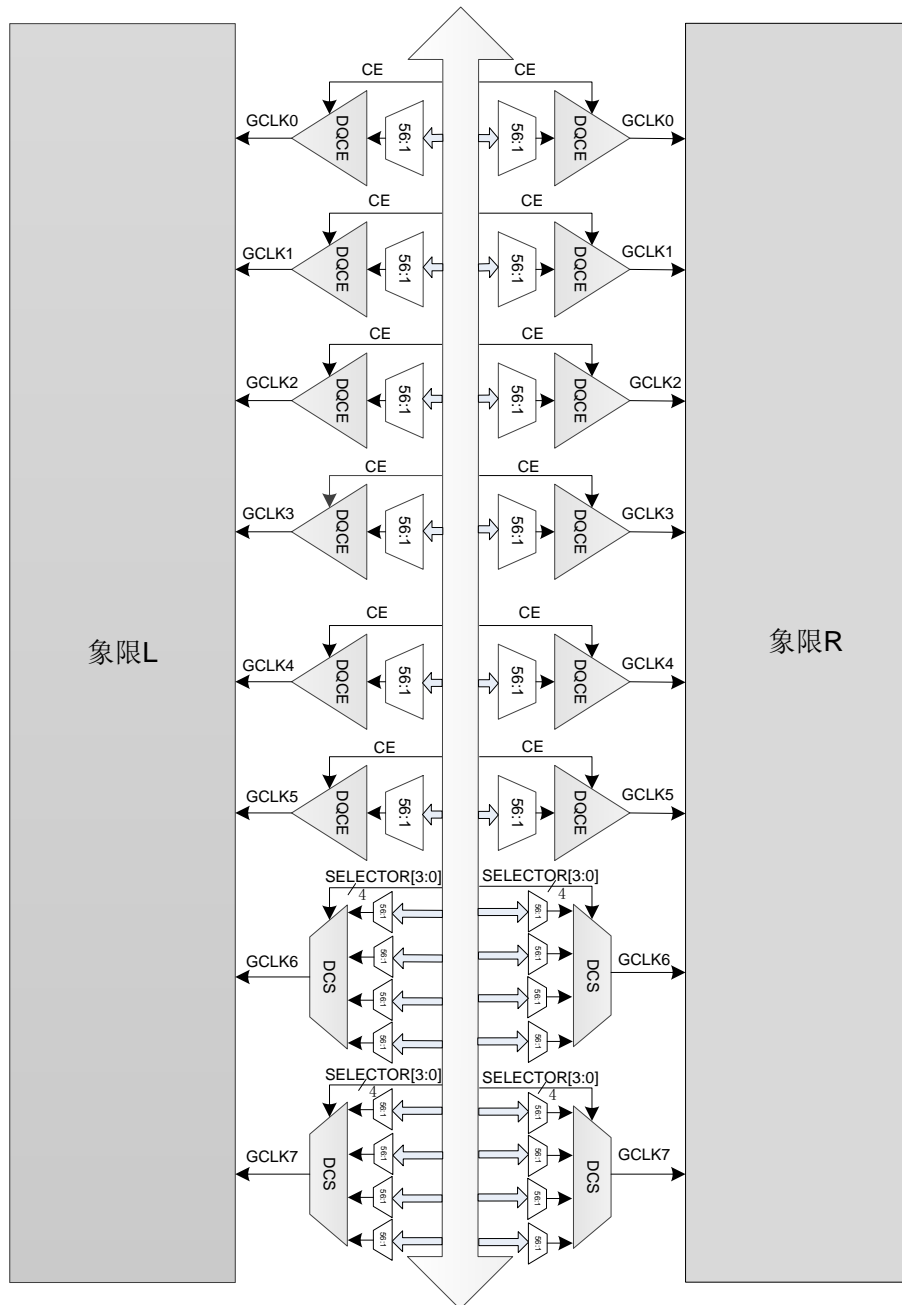 CE CE
GCLK0 DQCE 56:1 56:1 DQCE GCLK0
CE CE
GCLK1 DQCE 56:1 56:1 DQCE GCLK1
CE CE
GCLK2 DQCE 56:1 56:1 DQCE GCLK2
CE CE
GCLK3 DQCE 56:1 56:1 DQCE GCLK3
象限L
象限R
CE CE
GCLK4 DQCE 56:1 56:1 DQCE GCLK4
CE CE
GCLK5 DQCE 56:1 56:1 DQCE GCLK5
SELECTOR[3:0] SELECTOR[3:0]
4 4
56:1 56:1
56:1 56:1
GCLK6 DCS DCS GCLK6
56:1 56:1
56:1 56:1
SELECTOR[3:0] SELECTOR[3:0]
4 4
56:1 56:1
56:1 56:1
GCLK7 DCS DCS GCLK7
56:1 56:1
56:1 56:1